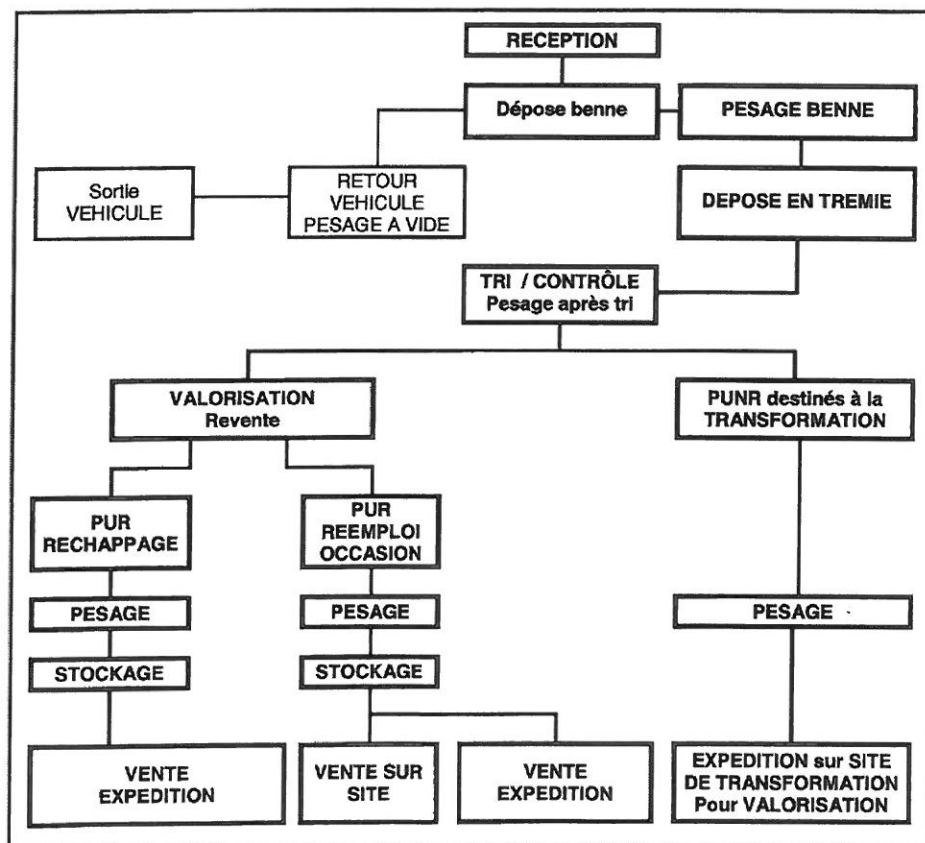 RECEPTION
Dépose benne
PESAGE BENNE
Sortie
VEHICULE
RETOUR
VEHICULE
PESAGE A VIDE
DEPOSE EN TREMIE
TRI / CONTRÔLE
Pesage après tri
VALORISATION
Revente
PUNR destinés à la
TRANSFORMATION
PUR
RECHAPPAGE
PUR
REEMPLOI
OCCASION
PESAGE
PESAGE
PESAGE
STOCKAGE
STOCKAGE
VENTE
EXPEDITION
VENTE SUR
SITE
VENTE
EXPEDITION
EXPEDITION sur SITE
DE TRANSFORMATION
Pour VALORISATION